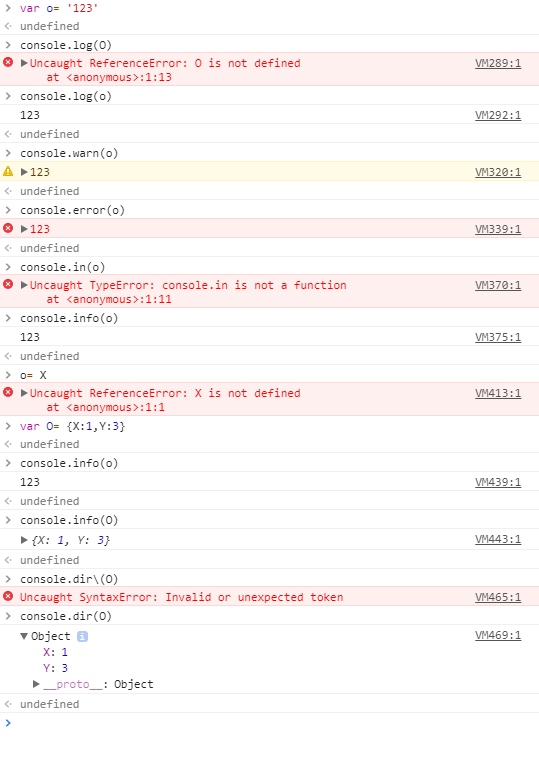 var o= '123'
undefined
console.log(O)
Uncaught ReferenceError: O is not defined VM289:1
at <anonymous>:1:13
console.log(o)
123 VM292:1
undefined
console.warn(o)
123 VM320:1
undefined
console.error(o)
123 VM339:1
undefined
console.in(o)
Uncaught TypeError: console.in is not a function VM370:1
at <anonymous>:1:11
console.info(o)
123 VM375:1
undefined
o= X
Uncaught ReferenceError: X is not defined VM413:1
at <anonymous>:1:1
var O= {X:1,Y:3}
undefined
console.info(o)
123 VM439:1
undefined
console.info(O)
{X: 1, Y: 3} VM443:1
undefined
console.dir\(O)
Uncaught SyntaxError: Invalid or unexpected token VM465:1
console.dir(O)
Object i VM469:1
X: 1
Y: 3
__proto__: Object
undefined